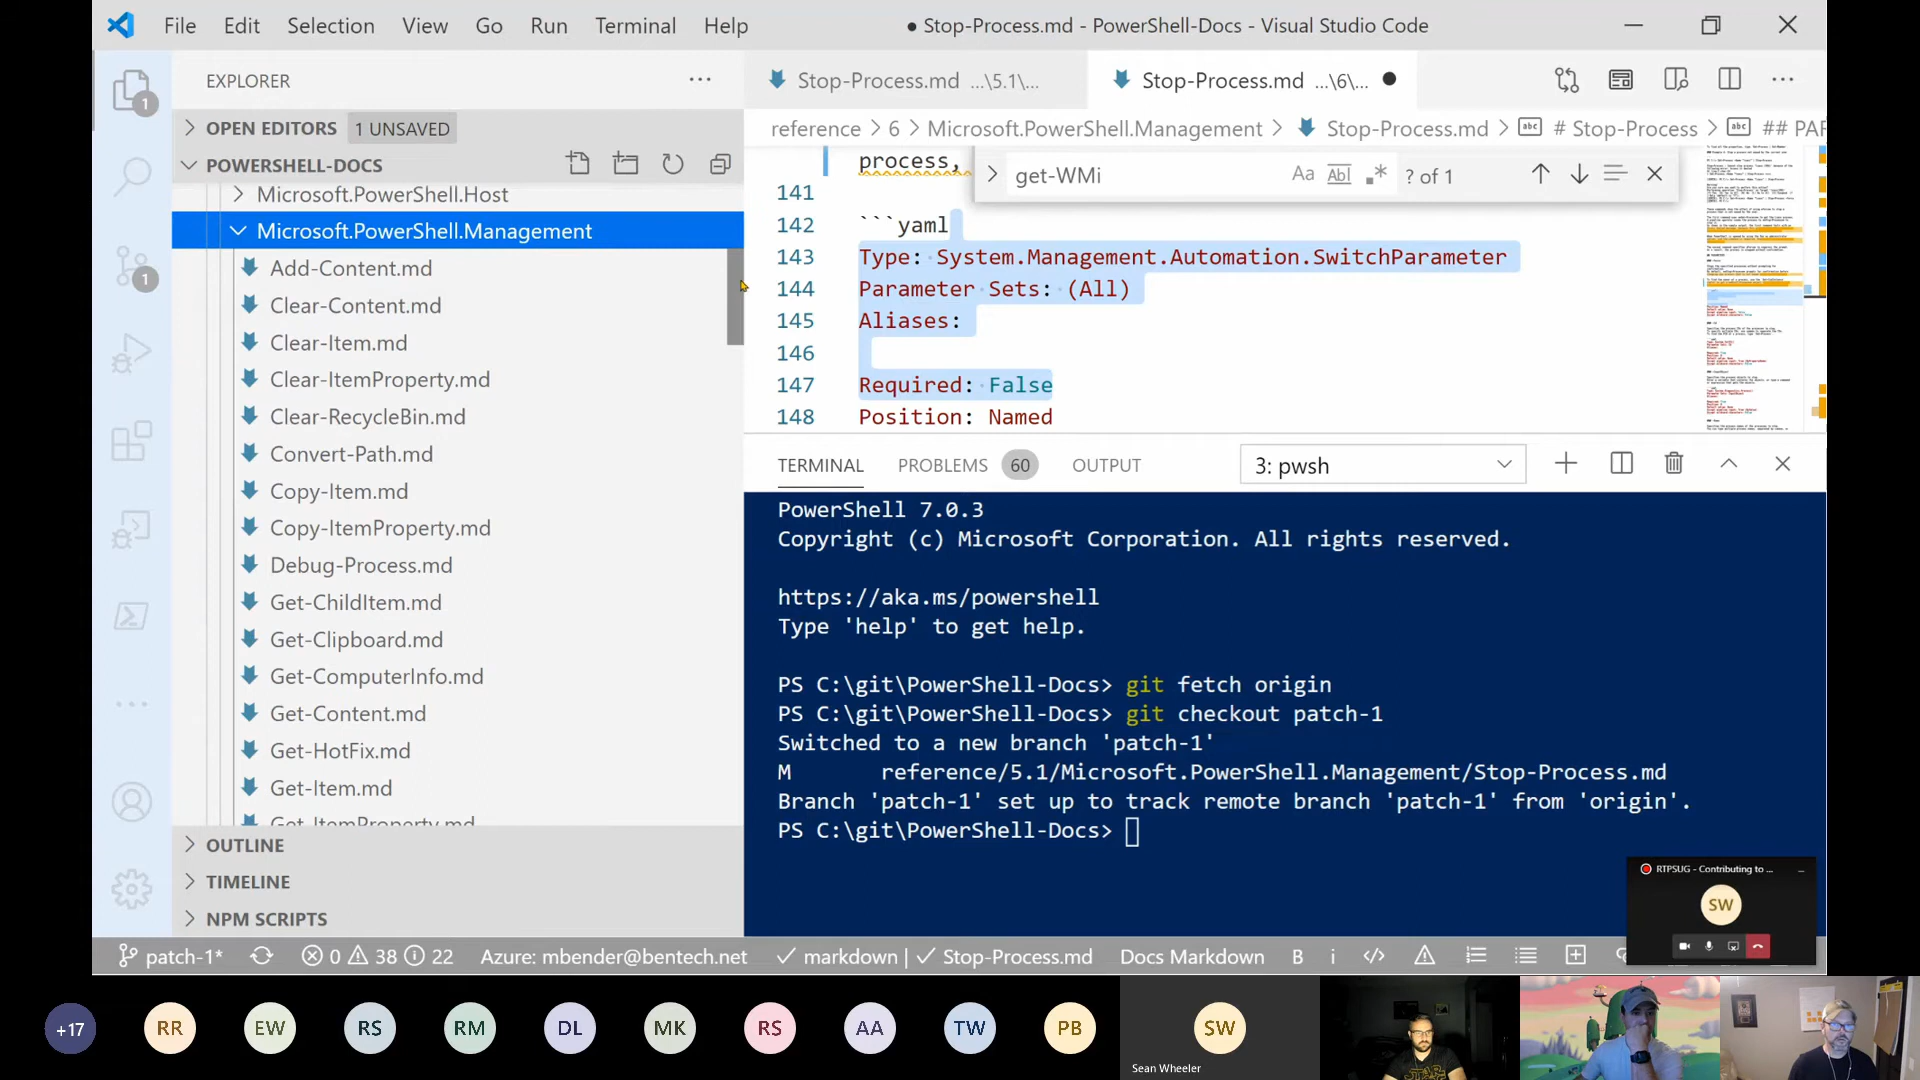 File Edit Selection View Go Run Terminal Help
● Stop-Process.md - PowerShell-Docs - Visual Studio Code
EXPLORER
OPEN EDITORS 1 UNSAVED
POWERSHELL-DOCS
Microsoft.PowerShell.Host
Microsoft.PowerShell.Management
Add-Content.md
Clear-Content.md
Clear-Item.md
Clear-ItemProperty.md
Clear-RecycleBin.md
Convert-Path.md
Copy-Item.md
Copy-ItemProperty.md
Debug-Process.md
Get-ChildItem.md
Get-Clipboard.md
Get-ComputerInfo.md
Get-Content.md
Get-HotFix.md
Get-Item.md
Get-ItemProperty.md
OUTLINE
TIMELINE
NPM SCRIPTS
1
1
Stop-Process.md ...\5.1\...
Stop-Process.md ...\6\... ●
reference > 6 > Microsoft.PowerShell.Management > Stop-Process.md > # Stop-Process > ## PAR
get-WMi Aa Abl ? of 1
process,
141
142 ```yaml
143 Type: System.Management.Automation.SwitchParameter
144 Parameter Sets: (All)
145 Aliases:
146
147 Required: False
148 Position: Named
TERMINAL PROBLEMS 60 OUTPUT 3: pwsh
PowerShell 7.0.3
Copyright (c) Microsoft Corporation. All rights reserved.
https://aka.ms/powershell
Type 'help' to get help.
PS C:\git\PowerShell-Docs> git fetch origin
PS C:\git\PowerShell-Docs> git checkout patch-1
Switched to a new branch 'patch-1'
M reference/5.1/Microsoft.PowerShell.Management/Stop-Process.md
Branch 'patch-1' set up to track remote branch 'patch-1' from 'origin'.
PS C:\git\PowerShell-Docs>
RTPSUG - Contributing to ...
SW
patch-1* 0 38 22 Azure: mbender@bentech.net ✓ markdown | ✓ Stop-Process.md Docs Markdown B i </>
+17 RR EW RS RM DL MK RS AA TW PB SW
Sean Wheeler